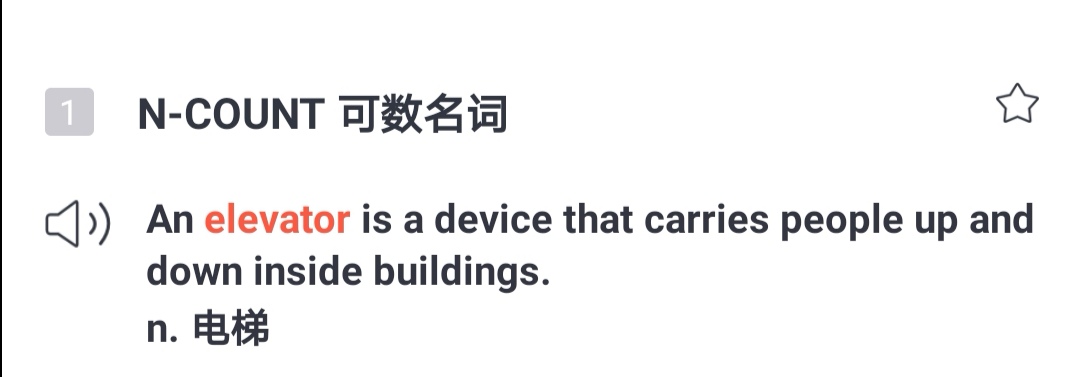 1 N-COUNT 可数名词
An elevator is a device that carries people up and
down inside buildings.
n. 电梯